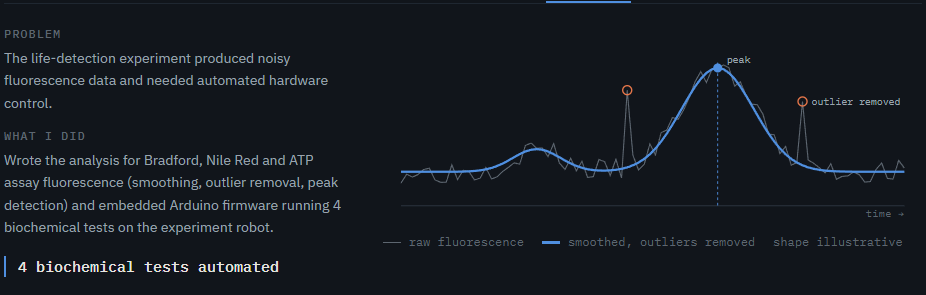 PROBLEM
The life-detection experiment produced noisy
fluorescence data and needed automated hardware
control.
WHAT I DID
Wrote the analysis for Bradford, Nile Red and ATP
assay fluorescence (smoothing, outlier removal, peak
detection) and embedded Arduino firmware running 4
biochemical tests on the experiment robot.
4 biochemical tests automated
peak
outlier removed
time →
raw fluorescence
smoothed, outliers removed
shape illustrative